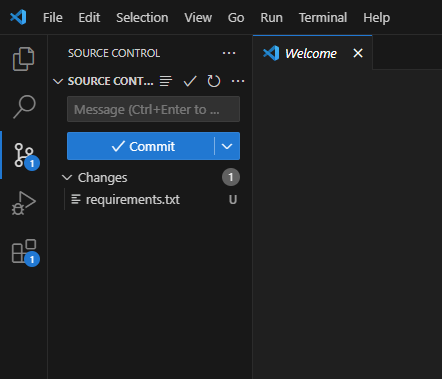 File Edit Selection View Go Run Terminal Help
SOURCE CONTROL ...
Welcome
SOURCE CONT... ...
Message (Ctrl+Enter to ...
Commit
1
Changes 1
requirements.txt U
1